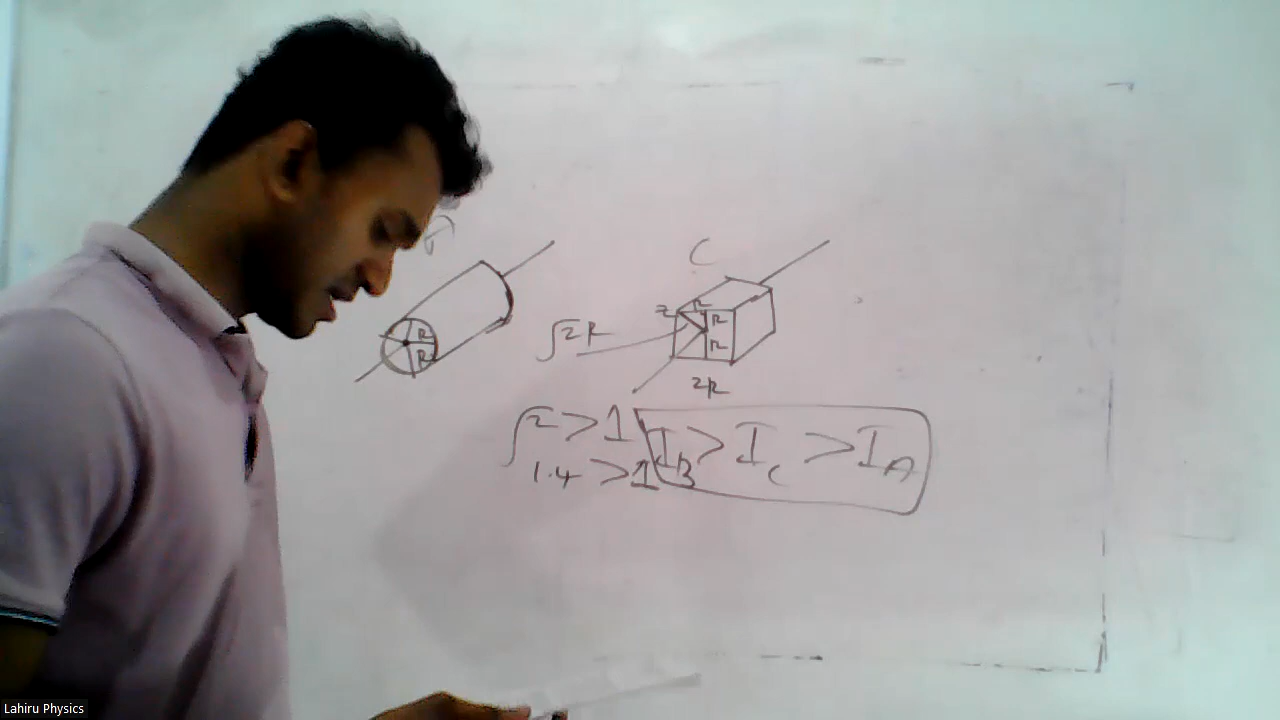 C
√2R
R
R
R
R
R
2R
√2 > 1
1.4 > 1
I_B > I_C > I_A
Lahiru Physics